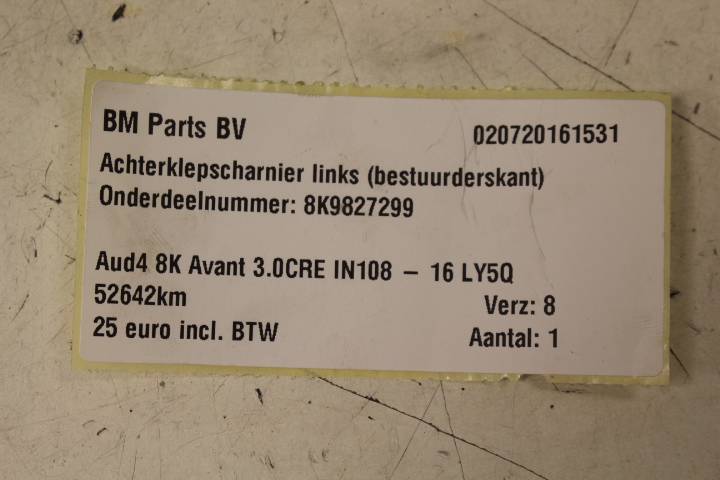 BM Parts BV 020720161531
Achterklepscharnier links (bestuurderskant)
Onderdeelnummer: 8K9827299
Aud4 8K Avant 3.0CRE IN108 – 16 LY5Q
52642km Verz: 8
25 euro incl. BTW Aantal: 1